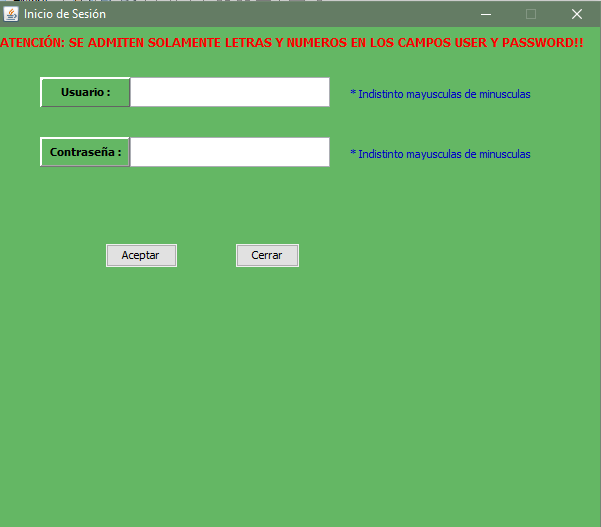 Inicio de Sesión
ATENCIÓN: SE ADMITEN SOLAMENTE LETRAS Y NUMEROS EN LOS CAMPOS USER Y PASSWORD!!
Usuario : * Indistinto mayusculas de minusculas
Contraseña : * Indistinto mayusculas de minusculas
Aceptar Cerrar